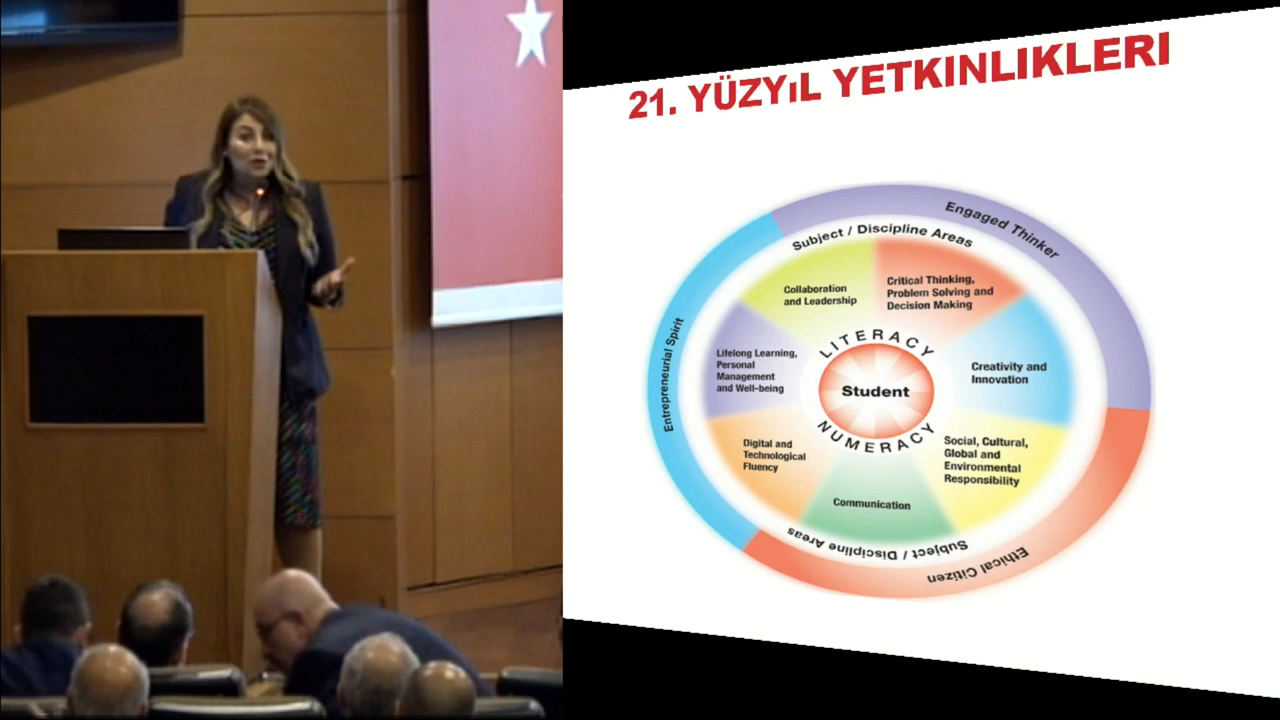 21. YÜZYıL YETKINLIKLERI
Engaged Thinker
Subject / Discipline Areas
Collaboration
and Leadership
Critical Thinking,
Problem Solving and
Decision Making
Entrepreneurial Spirit
LITERACY
Lifelong Learning,
Personal
Management
and Well-being
Student
Creativity and
Innovation
NUMERACY
Digital and
Technological
Fluency
Social, Cultural,
Global and
Environmental
Responsibility
Communication
Subject / Discipline Areas
Ethical Citizen